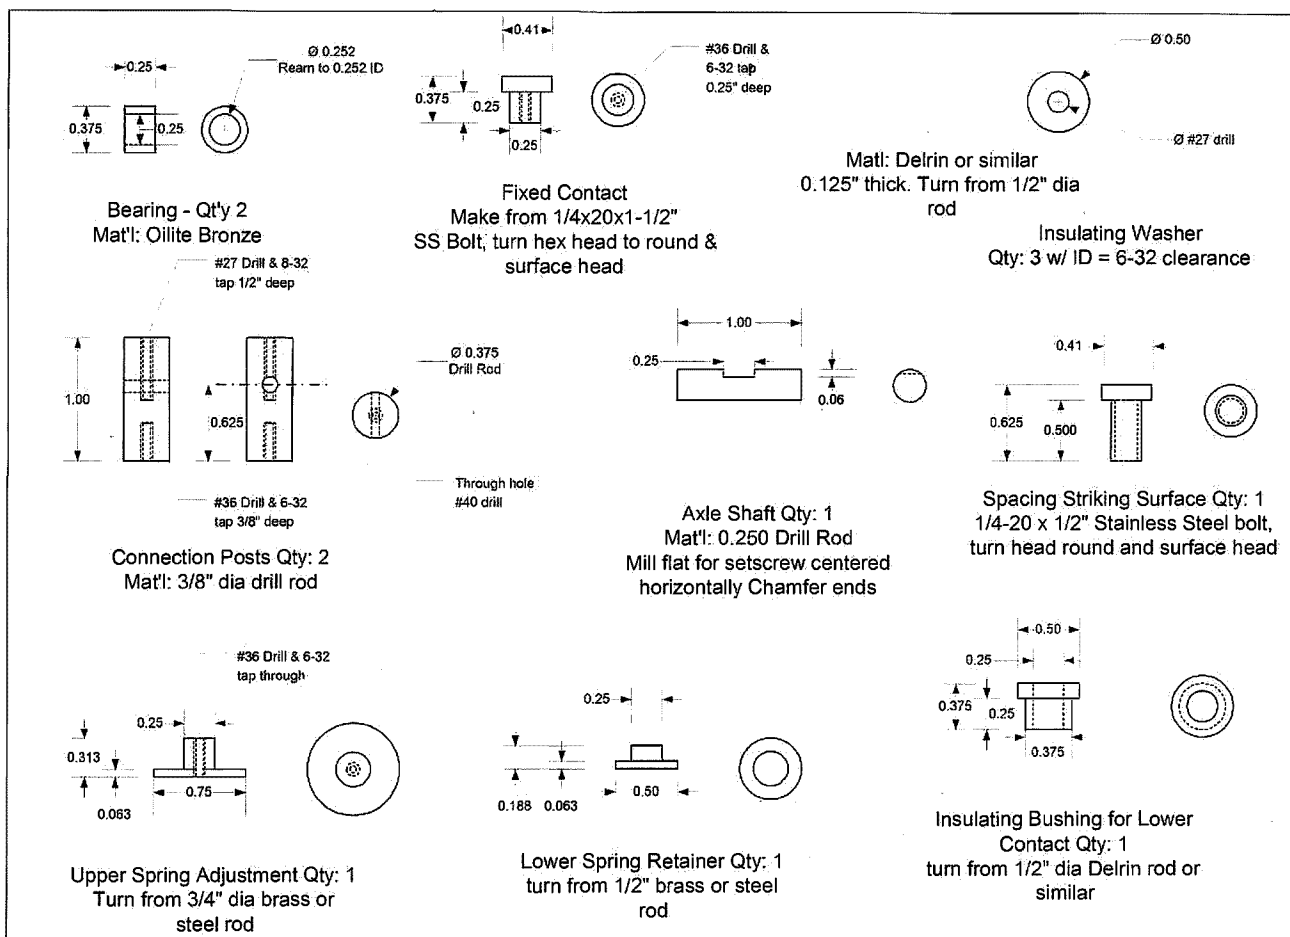 0.25
Ø 0.252
Ream to 0.252 ID
0.375
0.25
Bearing - Qt'y 2
Mat'l: Oilite Bronze
0.41
0.375
0.25
0.25
#36 Drill &
6-32 tap
0.25" deep
Fixed Contact
Make from 1/4x20x1-1/2"
SS Bolt, turn hex head to round &
surface head
Ø 0.50
Ø #27 drill
Matl: Delrin or similar
0.125" thick. Turn from 1/2" dia
rod
Insulating Washer
Qty: 3 w/ ID = 6-32 clearance
#27 Drill & 8-32
tap 1/2" deep
1.00
0.625
Ø 0.375
Drill Rod
#36 Drill & 6-32
tap 3/8" deep
Through hole
#40 drill
Connection Posts Qty: 2
Mat'l: 3/8" dia drill rod
1.00
0.25
0.06
Axle Shaft Qty: 1
Mat'l: 0.250 Drill Rod
Mill flat for setscrew centered
horizontally Chamfer ends
0.41
0.625
0.500
Spacing Striking Surface Qty: 1
1/4-20 x 1/2" Stainless Steel bolt,
turn head round and surface head
#36 Drill & 6-32
tap through
0.25
0.313
0.063
0.75
Upper Spring Adjustment Qty: 1
Turn from 3/4" dia brass or
steel rod
0.25
0.188
0.063
0.50
Lower Spring Retainer Qty: 1
turn from 1/2" brass or steel
rod
0.50
0.25
0.375
0.25
0.375
Insulating Bushing for Lower
Contact Qty: 1
turn from 1/2" dia Delrin rod or
similar